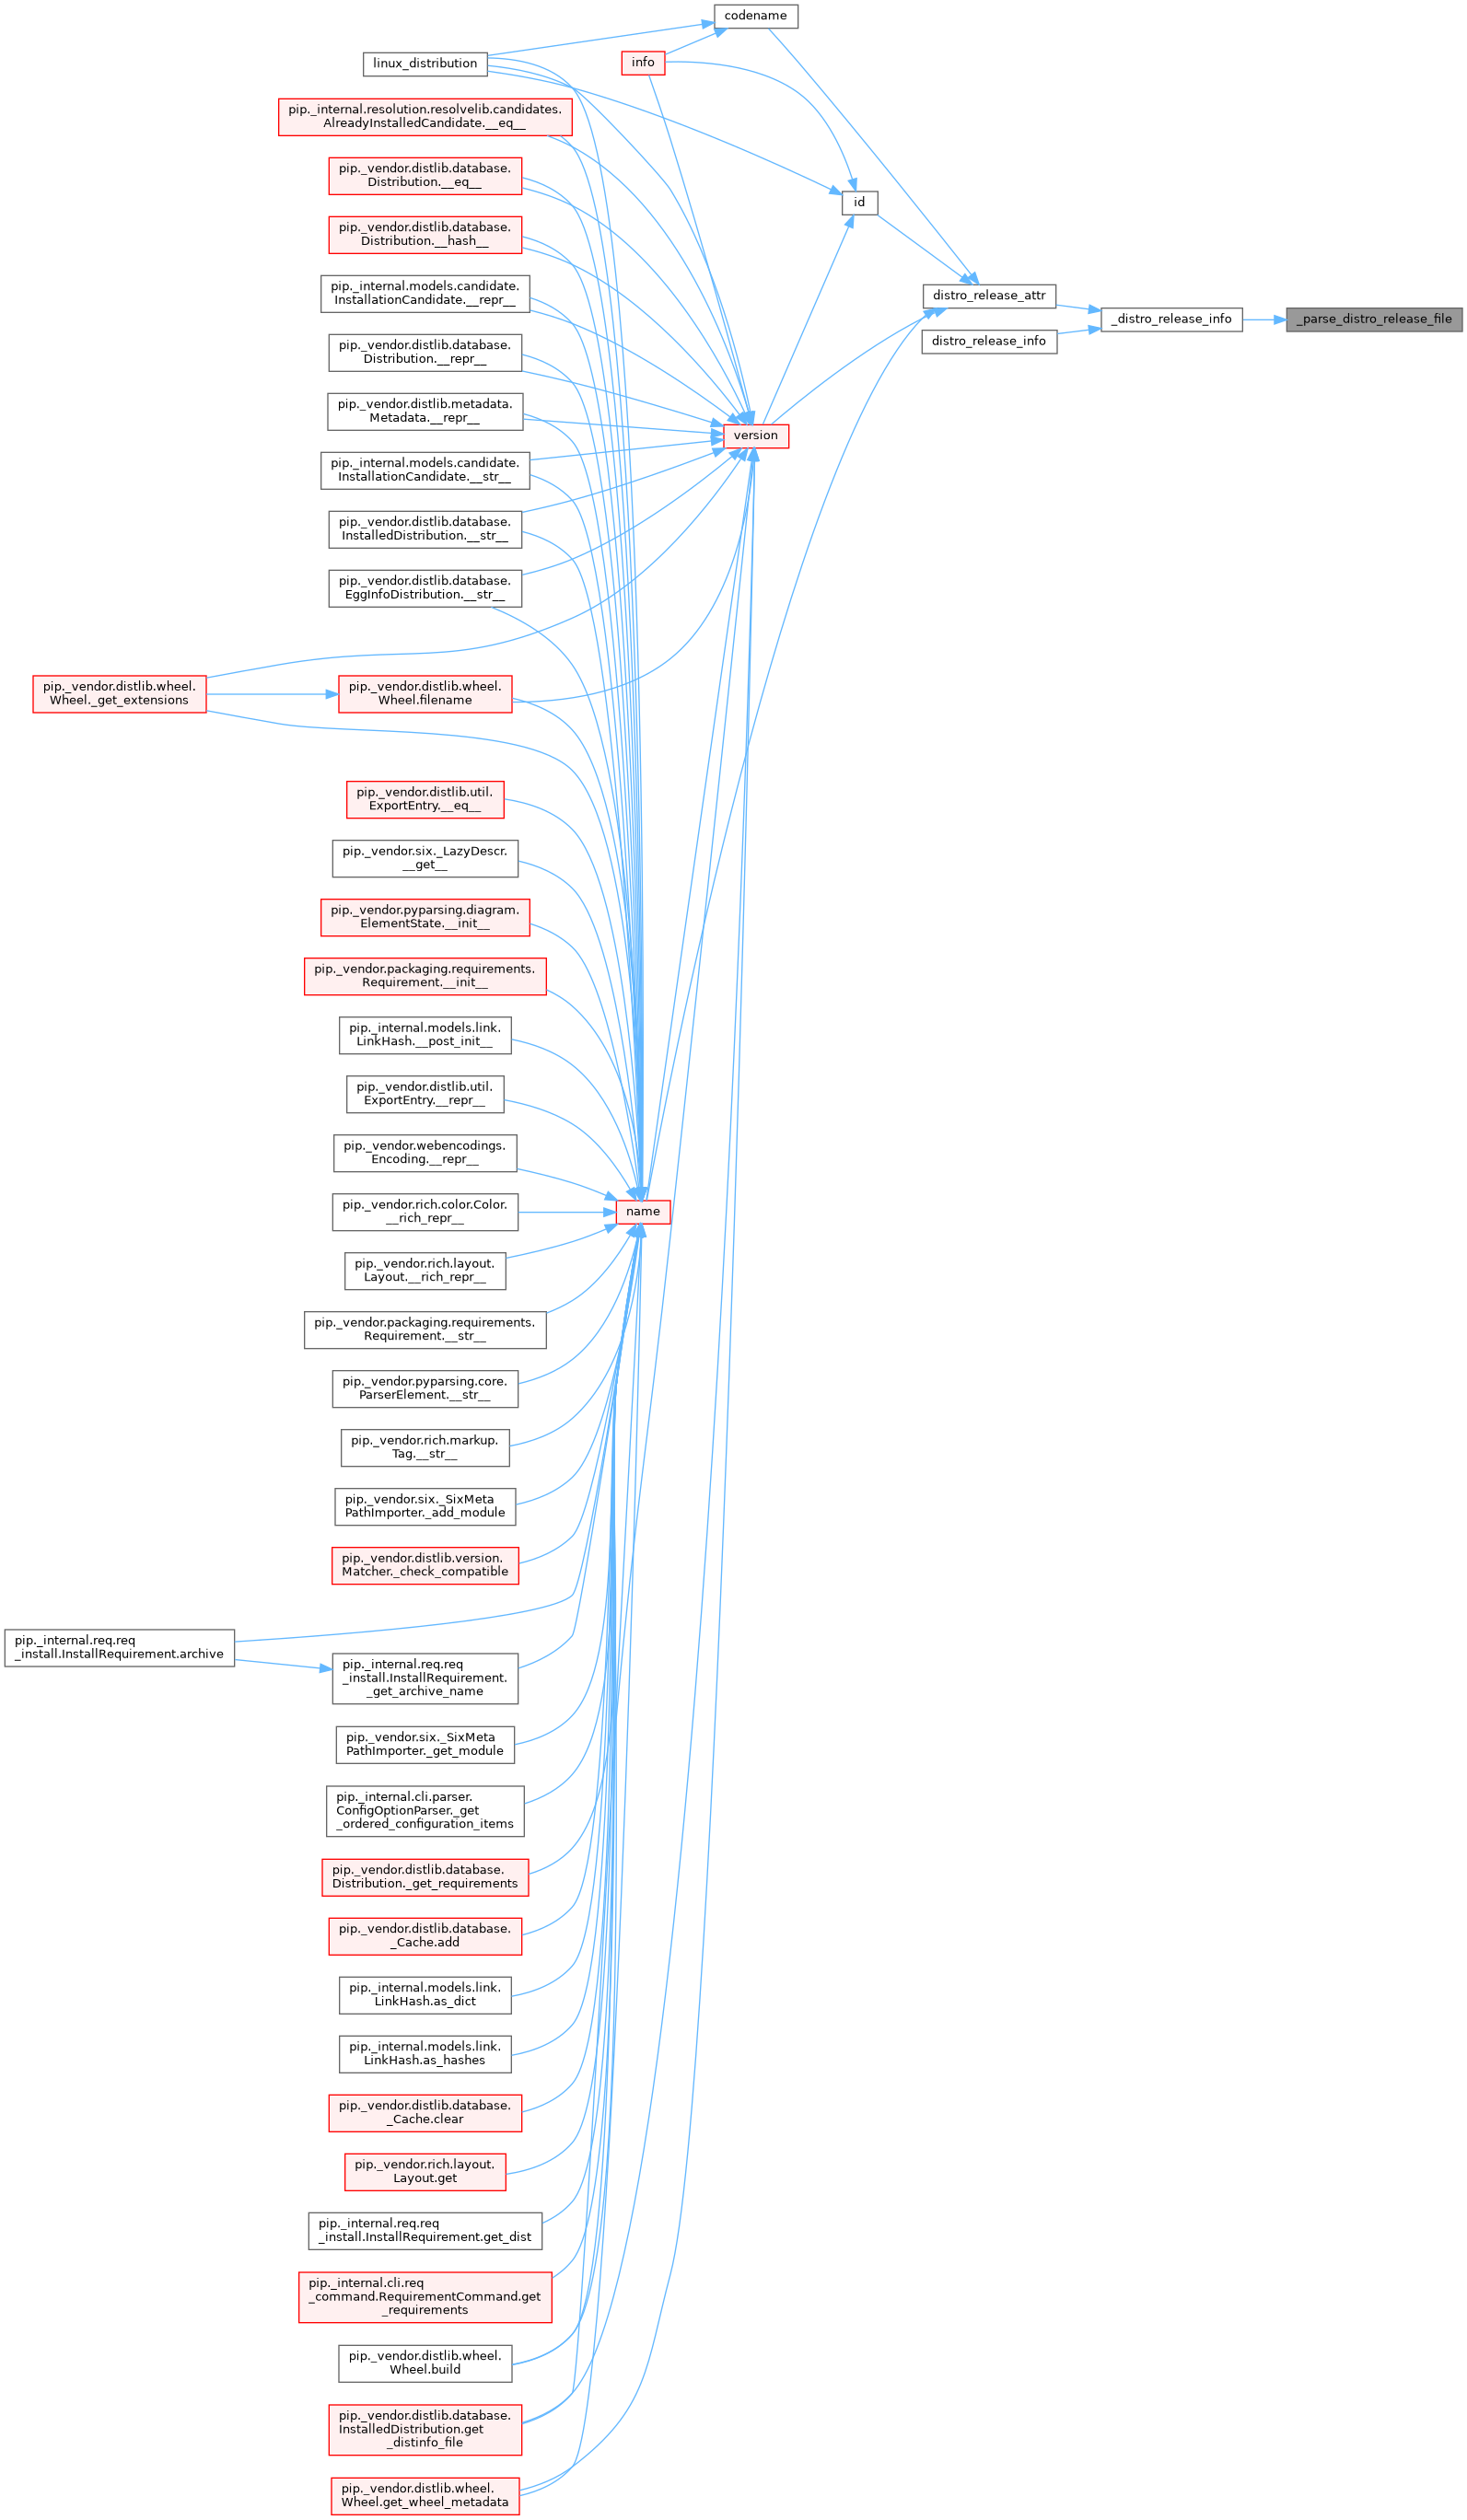 codename
linux_distribution
info
pip._internal.resolution.resolvelib.candidates.
AlreadyInstalledCandidate.__eq__
pip._vendor.distlib.database.
Distribution.__eq__
id
pip._vendor.distlib.database.
Distribution.__hash__
pip._internal.models.candidate.
InstallationCandidate.__repr__
distro_release_attr
_distro_release_info
_parse_distro_release_file
distro_release_info
pip._vendor.distlib.database.
Distribution.__repr__
pip._vendor.distlib.metadata.
Metadata.__repr__
version
pip._internal.models.candidate.
InstallationCandidate.__str__
pip._vendor.distlib.database.
InstalledDistribution.__str__
pip._vendor.distlib.database.
EggInfoDistribution.__str__
pip._vendor.distlib.wheel.
Wheel._get_extensions
pip._vendor.distlib.wheel.
Wheel.filename
pip._vendor.distlib.util.
ExportEntry.__eq__
pip._vendor.six._LazyDescr.
__get__
pip._vendor.pyparsing.diagram.
ElementState.__init__
pip._vendor.packaging.requirements.
Requirement.__init__
pip._internal.models.link.
LinkHash.__post_init__
pip._vendor.distlib.util.
ExportEntry.__repr__
pip._vendor.webencodings.
Encoding.__repr__
pip._vendor.rich.color.Color.
__rich_repr__
name
pip._vendor.rich.layout.
Layout.__rich_repr__
pip._vendor.packaging.requirements.
Requirement.__str__
pip._vendor.pyparsing.core.
ParserElement.__str__
pip._vendor.rich.markup.
Tag.__str__
pip._vendor.six._SixMeta
PathImporter._add_module
pip._vendor.distlib.version.
Matcher._check_compatible
pip._internal.req.req
_install.InstallRequirement.archive
pip._internal.req.req
_install.InstallRequirement.
_get_archive_name
pip._vendor.six._SixMeta
PathImporter._get_module
pip._internal.cli.parser.
ConfigOptionParser._get
_ordered_configuration_items
pip._vendor.distlib.database.
Distribution._get_requirements
pip._vendor.distlib.database.
_Cache.add
pip._internal.models.link.
LinkHash.as_dict
pip._internal.models.link.
LinkHash.as_hashes
pip._vendor.distlib.database.
_Cache.clear
pip._vendor.rich.layout.
Layout.get
pip._internal.req.req
_install.InstallRequirement.get_dist
pip._internal.cli.req
_command.RequirementCommand.get
_requirements
pip._vendor.distlib.wheel.
Wheel.build
pip._vendor.distlib.database.
InstalledDistribution.get
_distinfo_file
pip._vendor.distlib.wheel.
Wheel.get_wheel_metadata